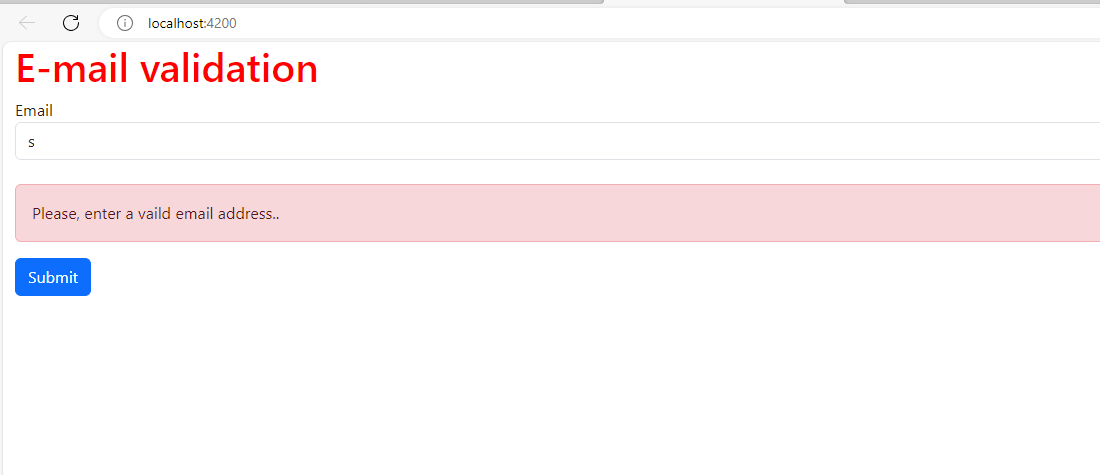 localhost:4200
E-mail validation
Email
s
Please, enter a vaild email address..
Submit